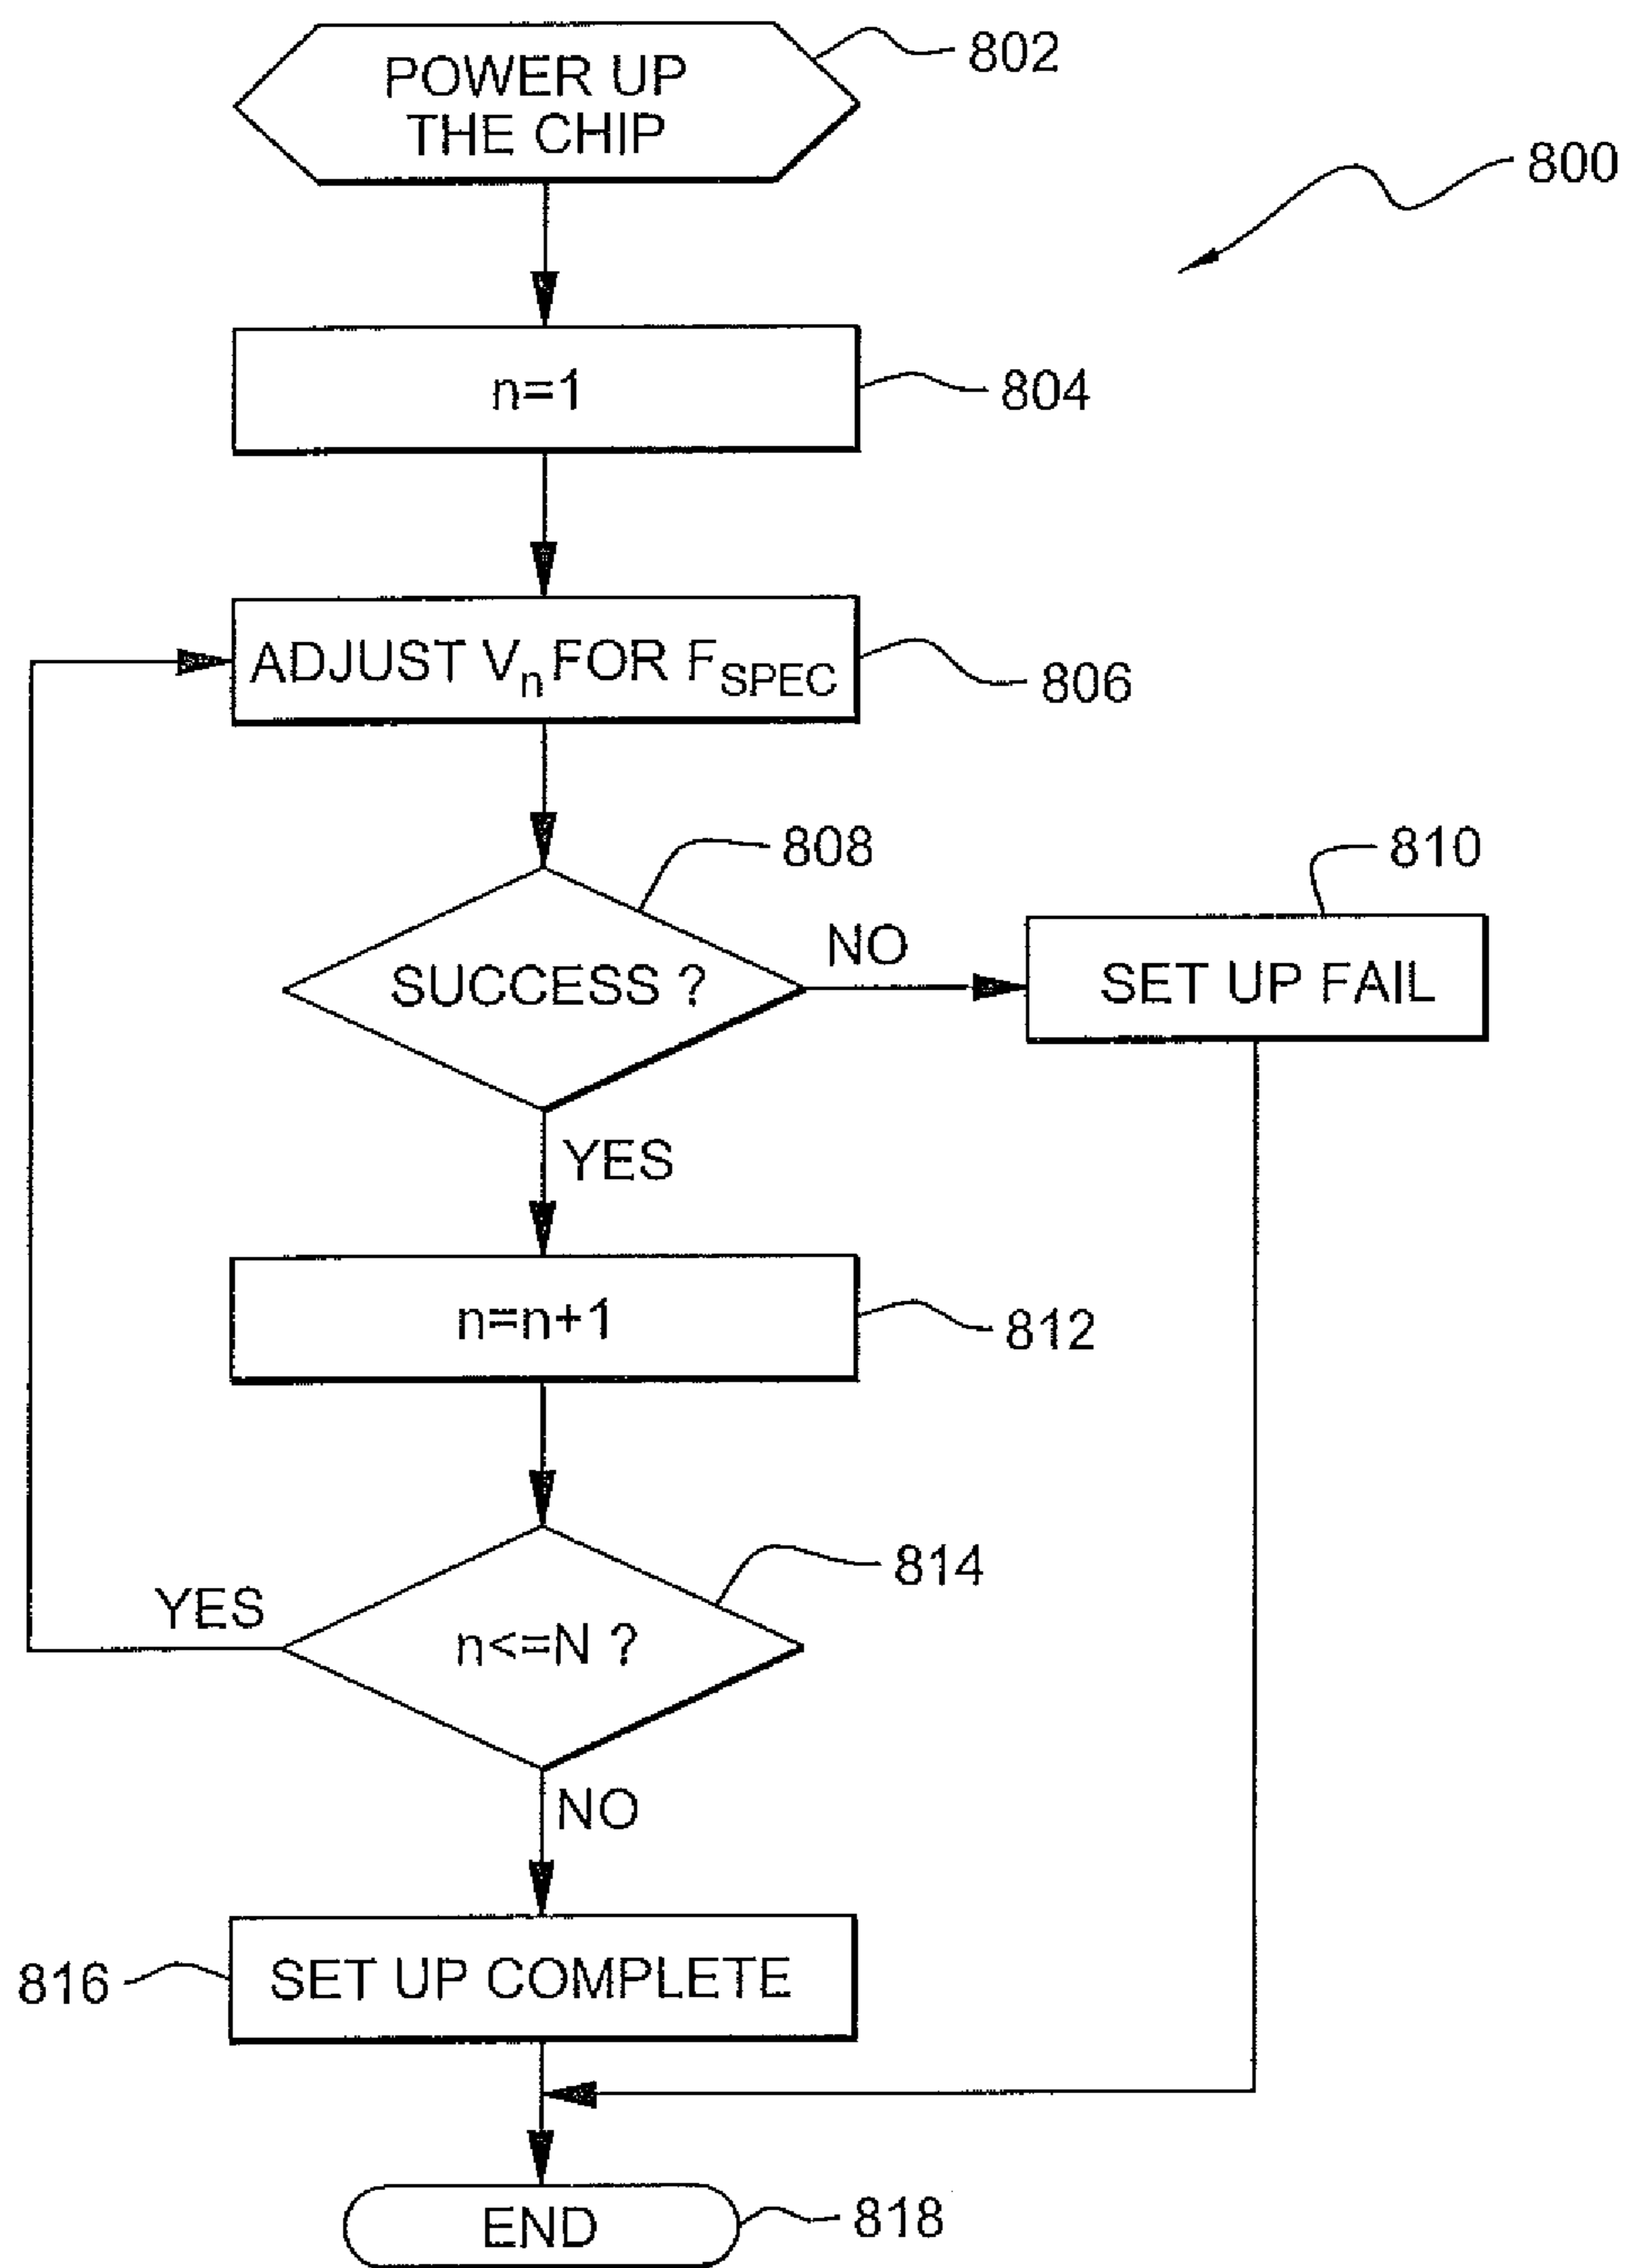 POWER UP
THE CHIP
802
800
n=1
804
ADJUST Vn FOR FSPEC
806
808
SUCCESS ?
NO
810
SET UP FAIL
YES
n=n+1
812
814
YES
n<=N ?
NO
816
SET UP COMPLETE
END
818